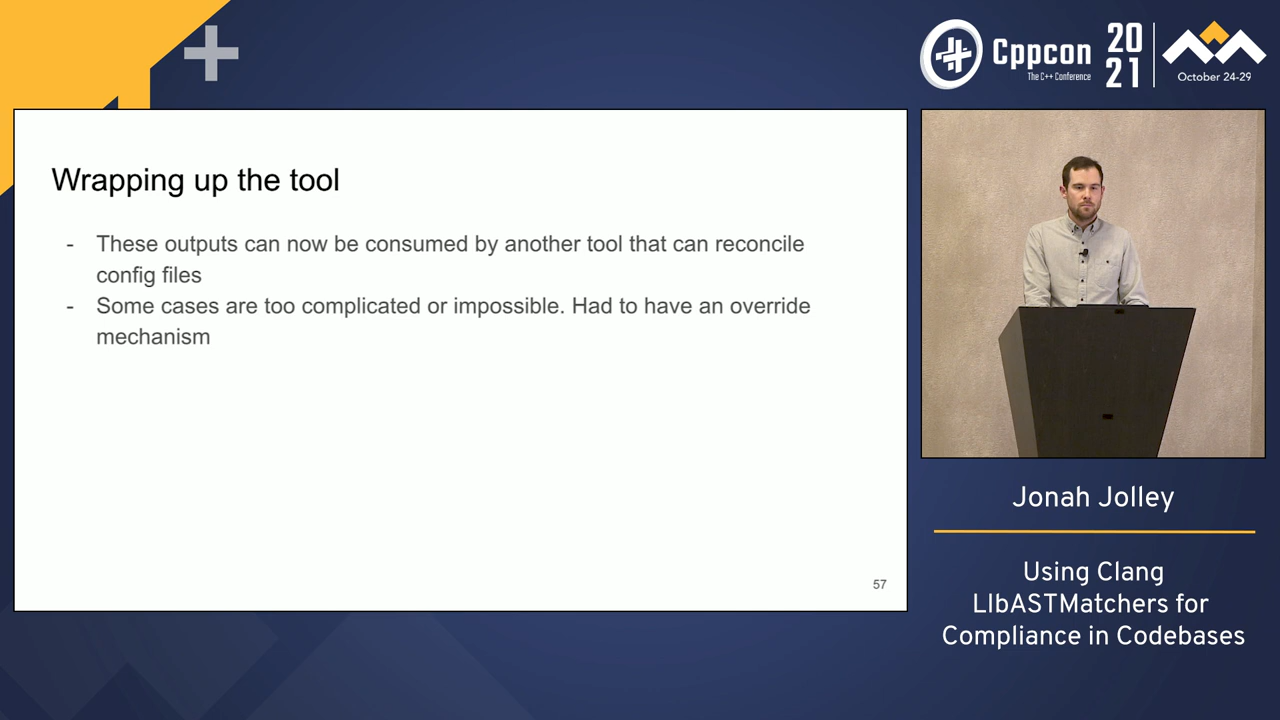 Cppcon
The C++ Conference
20
21
October 24-29
Wrapping up the tool
- These outputs can now be consumed by another tool that can reconcile
config files
- Some cases are too complicated or impossible. Had to have an override
mechanism
57
Jonah Jolley
Using Clang
LIbASTMatchers for
Compliance in Codebases